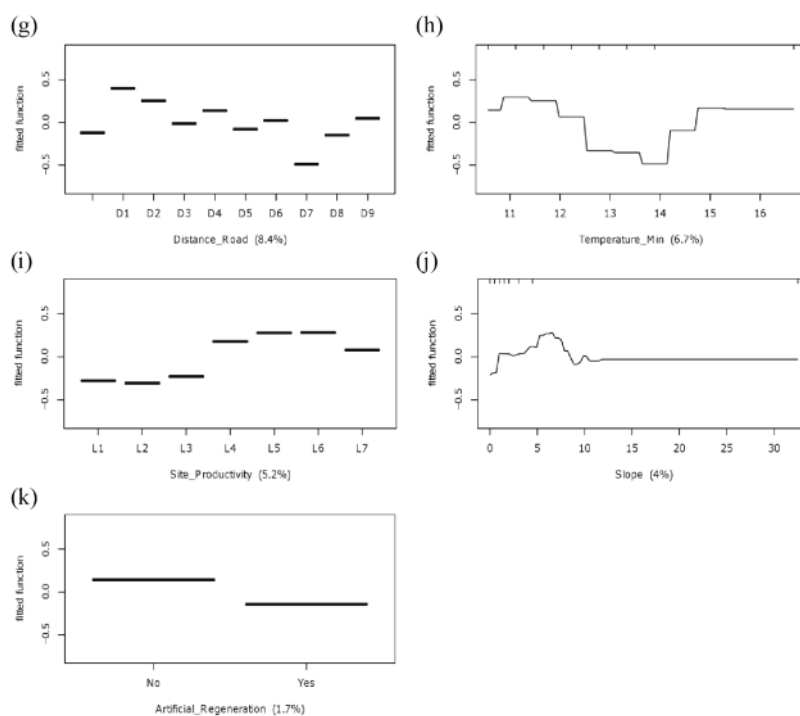 (g)
fitted function
0.5
0.0
-0.5
D1 D2 D3 D4 D5 D6 D7 D8 D9
Distance_Road (8.4%)
(h)
fitted function
0.5
0.0
-0.5
11 12 13 14 15 16
Temperature_Min (6.7%)
(i)
fitted function
0.5
0.0
-0.5
L1 L2 L3 L4 L5 L6 L7
Site_Productivity (5.2%)
(j)
fitted function
0.5
0.0
-0.5
0 5 10 15 20 25 30
Slope (4%)
(k)
fitted function
0.5
0.0
-0.5
No Yes
Artificial_Regeneration (1.7%)